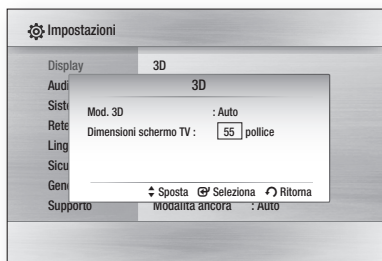 Impostazioni
Display 3D
Audi
3D
Sist
Mod. 3D : Auto
Rete
Dimensioni schermo TV : 55 pollice
Ling
Sicu
Gen
Sposta Seleziona Ritorna
Supporto Modalità ancora : Auto